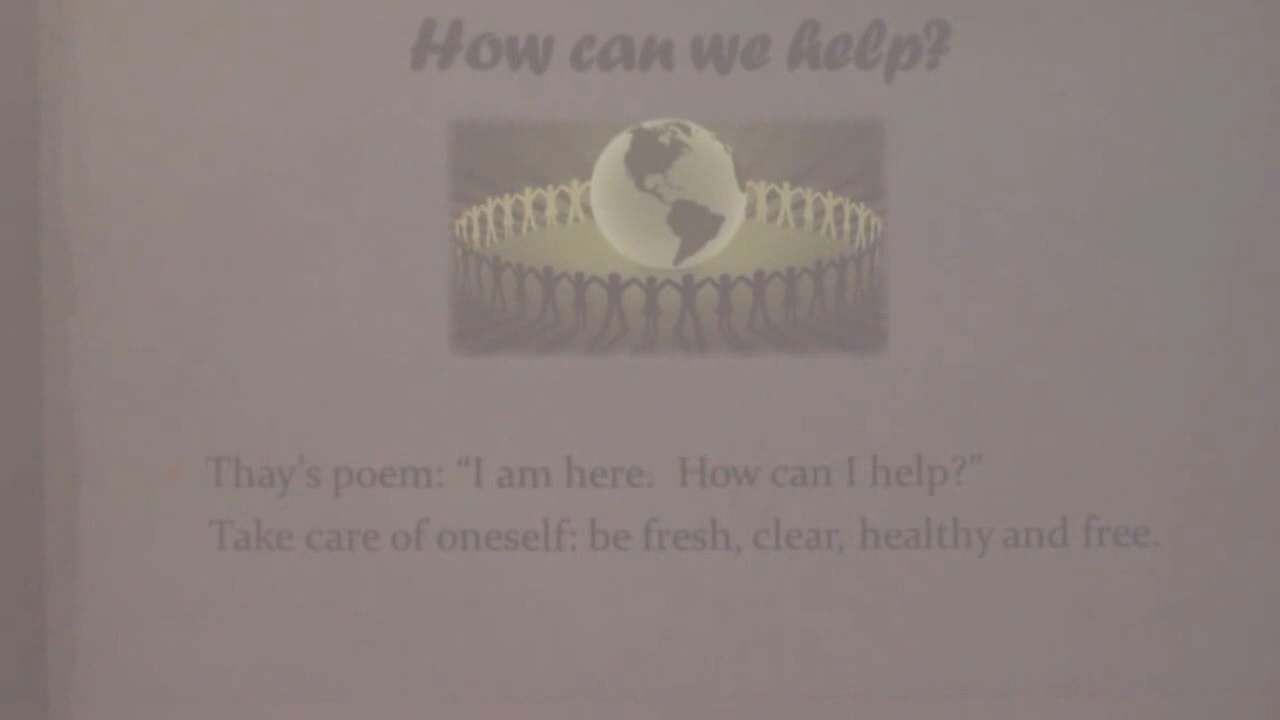 How can we help?
Thay's poem: “I am here.  How can I help?”
Take care of oneself: be fresh, clear, healthy and free.